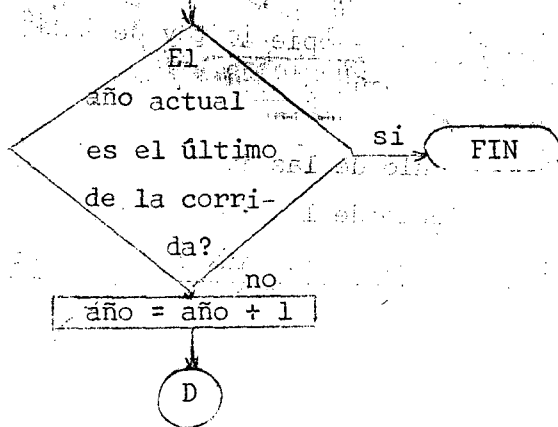 El
año actual
es el último
de la corri-
da?
si
FIN
no
año = año + 1
D